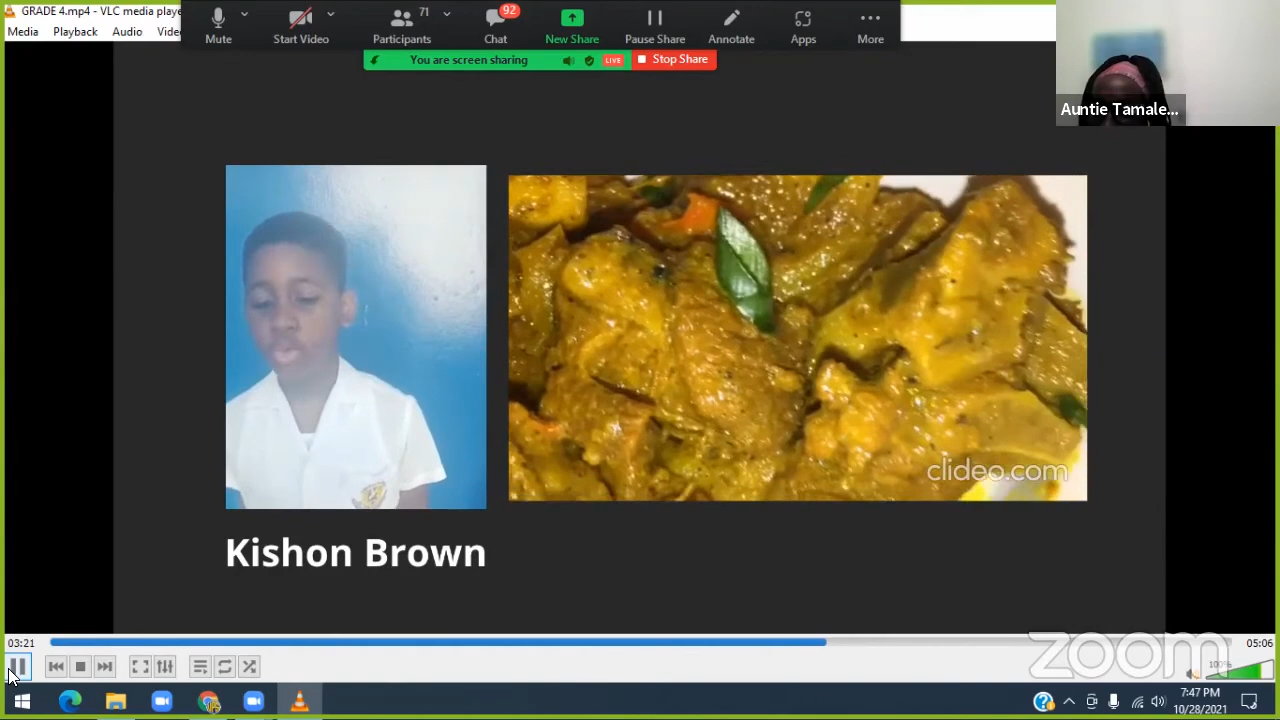 GRADE 4.mp4 - VLC media playe
Media Playback Audio Vide
71
92
Mute Start Video Participants Chat New Share Pause Share Annotate Apps More
You are screen sharing LIVE Stop Share
Auntie Tamale...
clideo.com
Kishon Brown
03:21 05:06
zoom
100%
7:47 PM
10/28/2021